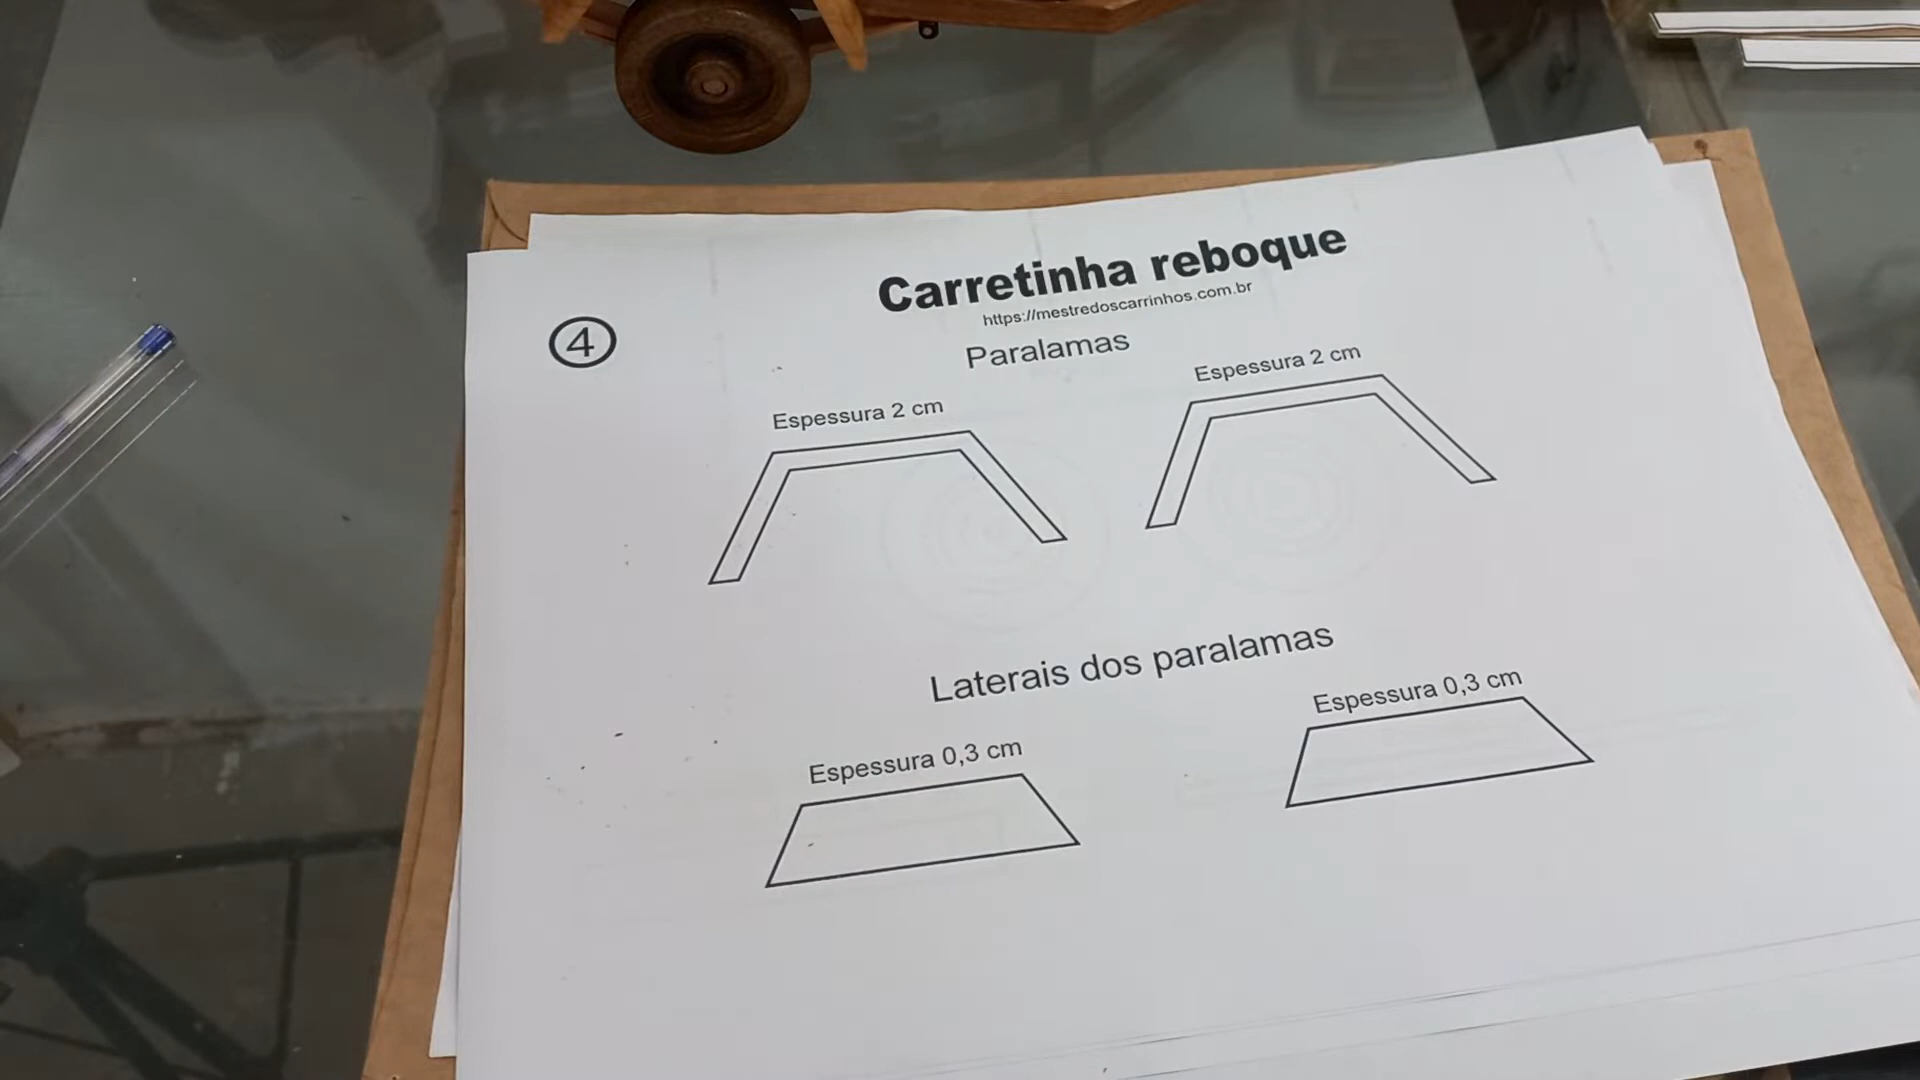 Carretinha reboque
https://mestredoscarrinhos.com.br
4
Paralamas
Espessura 2 cm
Espessura 2 cm
Laterais dos paralamas
Espessura 0,3 cm
Espessura 0,3 cm